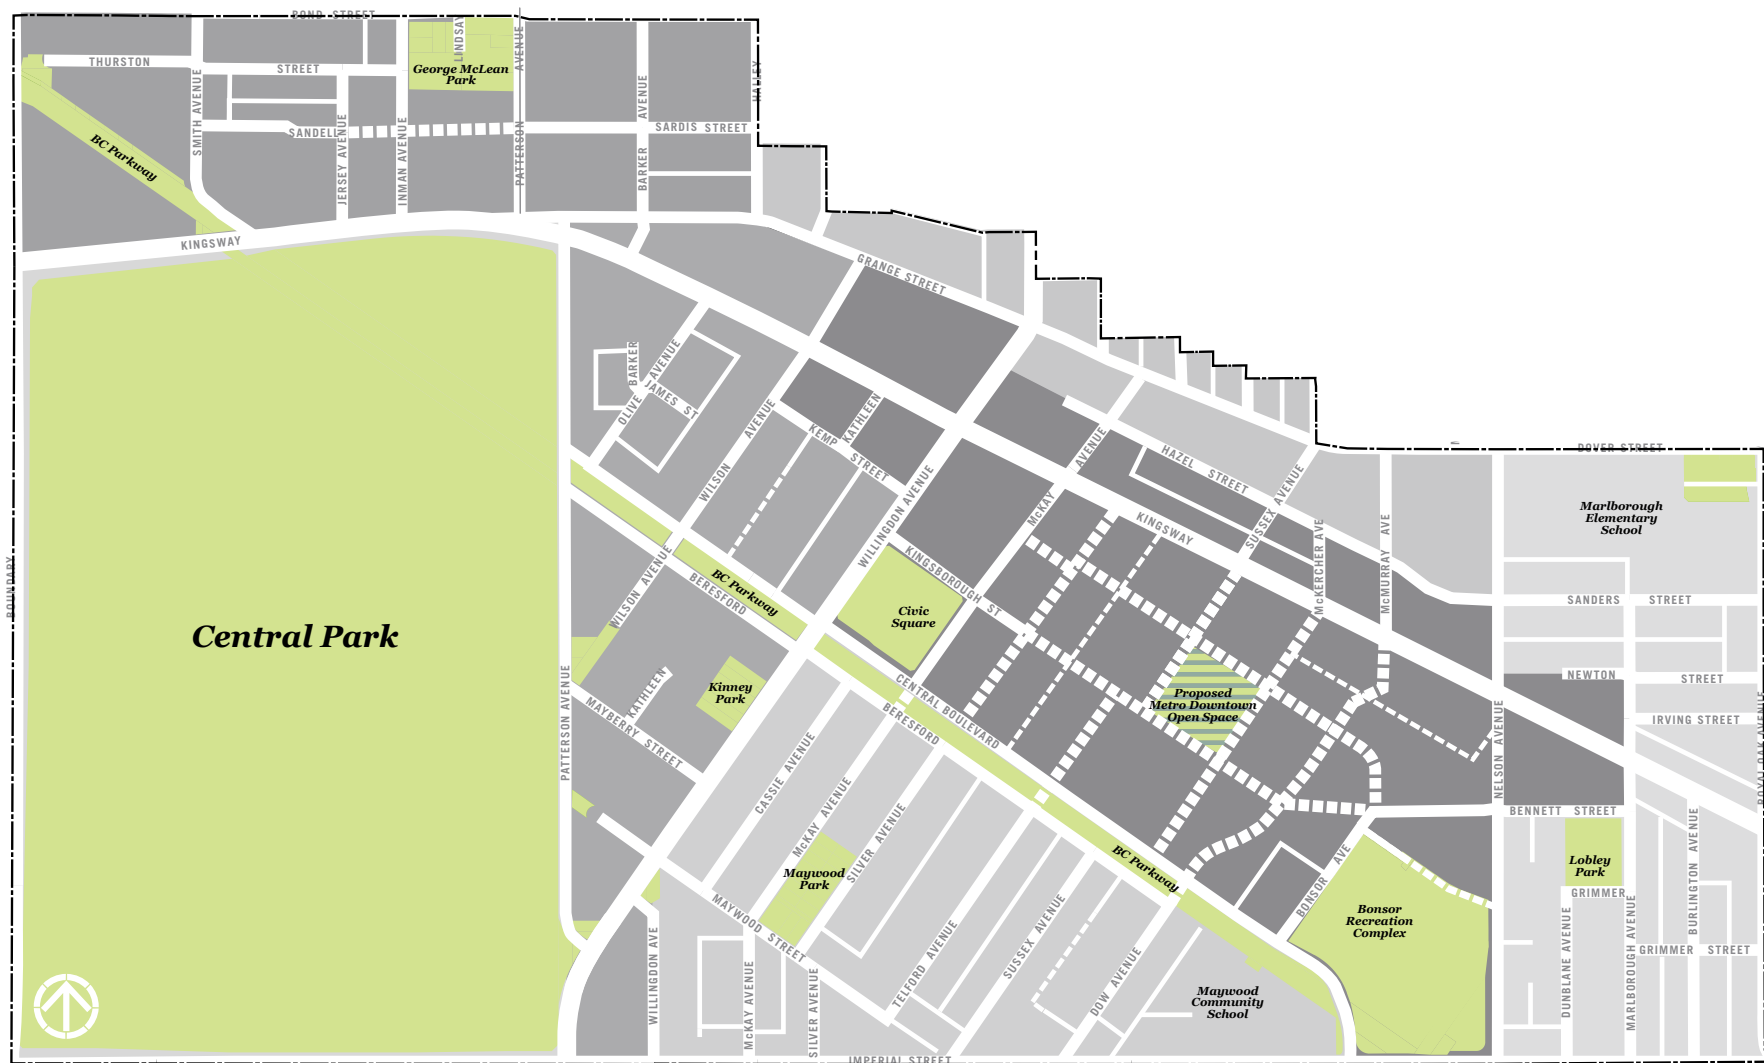 BOND STREET
LINDSAY
AVENUE
THURSTON
STREET
George McLean
Park
HALLEY
SMITH AVENUE
AVENUE
SANDELL
SARDIS STREET
BC Parkway
JERSEY AVENUE
INMAN AVENUE
PATTERSON
BARKER
KINGSWAY
GRANGE STREET
BARKER
OLIVE
AVENUE
JAMES ST
WILSON
AVENUE
KEMP
STREET
KATHLEEN
WILLINGDON AVENUE
McKAY
AVENUE
HAZEL STREET
SUSSEX AVENUE
KINGSWAY
McKERCHER AVE
McMURRAY AVE
DOVER STREET
Marlborough
Elementary
School
BOUNDARY
Central Park
WILSON AVENUE
BERESFORD
BC Parkway
KINGSBOROUGH ST
Civic
Square
SANDERS STREET
NEWTON
STREET
IRVING STREET
PATTERSON AVENUE
KATHLEEN
MAYBERRY STREET
Kinney
Park
CENTRAL BOULEVARD
BERESFORD
Proposed
Metro Downtown
Open Space
NELSON AVENUE
ROYAL OAK AVENUE
CASSIE AVENUE
McKAY AVENUE
SILVER AVENUE
Maywood
Park
BC Parkway
BONSOR AVE
BENNETT STREET
Lobley
Park
GRIMMER
BURLINGTON AVENUE
Bonsor
Recreation
Complex
MAYWOOD STREET
WILLINGDON AVE
McKAY AVENUE
SILVER AVENUE
TELFORD AVENUE
SUSSEX AVENUE
DOW AVENUE
Maywood
Community
School
DUNBLANE AVENUE
MARLBOROUGH AVENUE
GRIMMER STREET
IMPERIAL STREET